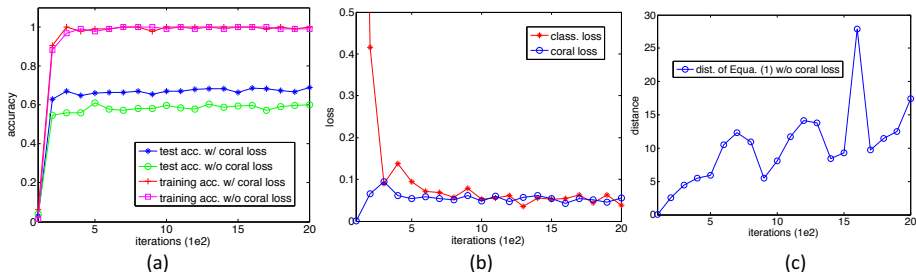 1
0.8
0.6
0.4
0.2
0
accuracy
5
10
15
20
iterations (1e2)
test acc. w/ coral loss
test acc. w/o coral loss
training acc. w/ coral loss
training acc. w/o coral loss
(a)
0.5
0.4
0.3
0.2
0.1
0
loss
5
10
15
20
iterations (1e2)
class. loss
coral loss
(b)
30
25
20
15
10
5
0
distance
5
10
15
20
iterations (1e2)
dist. of Equa. (1) w/o coral loss
(c)